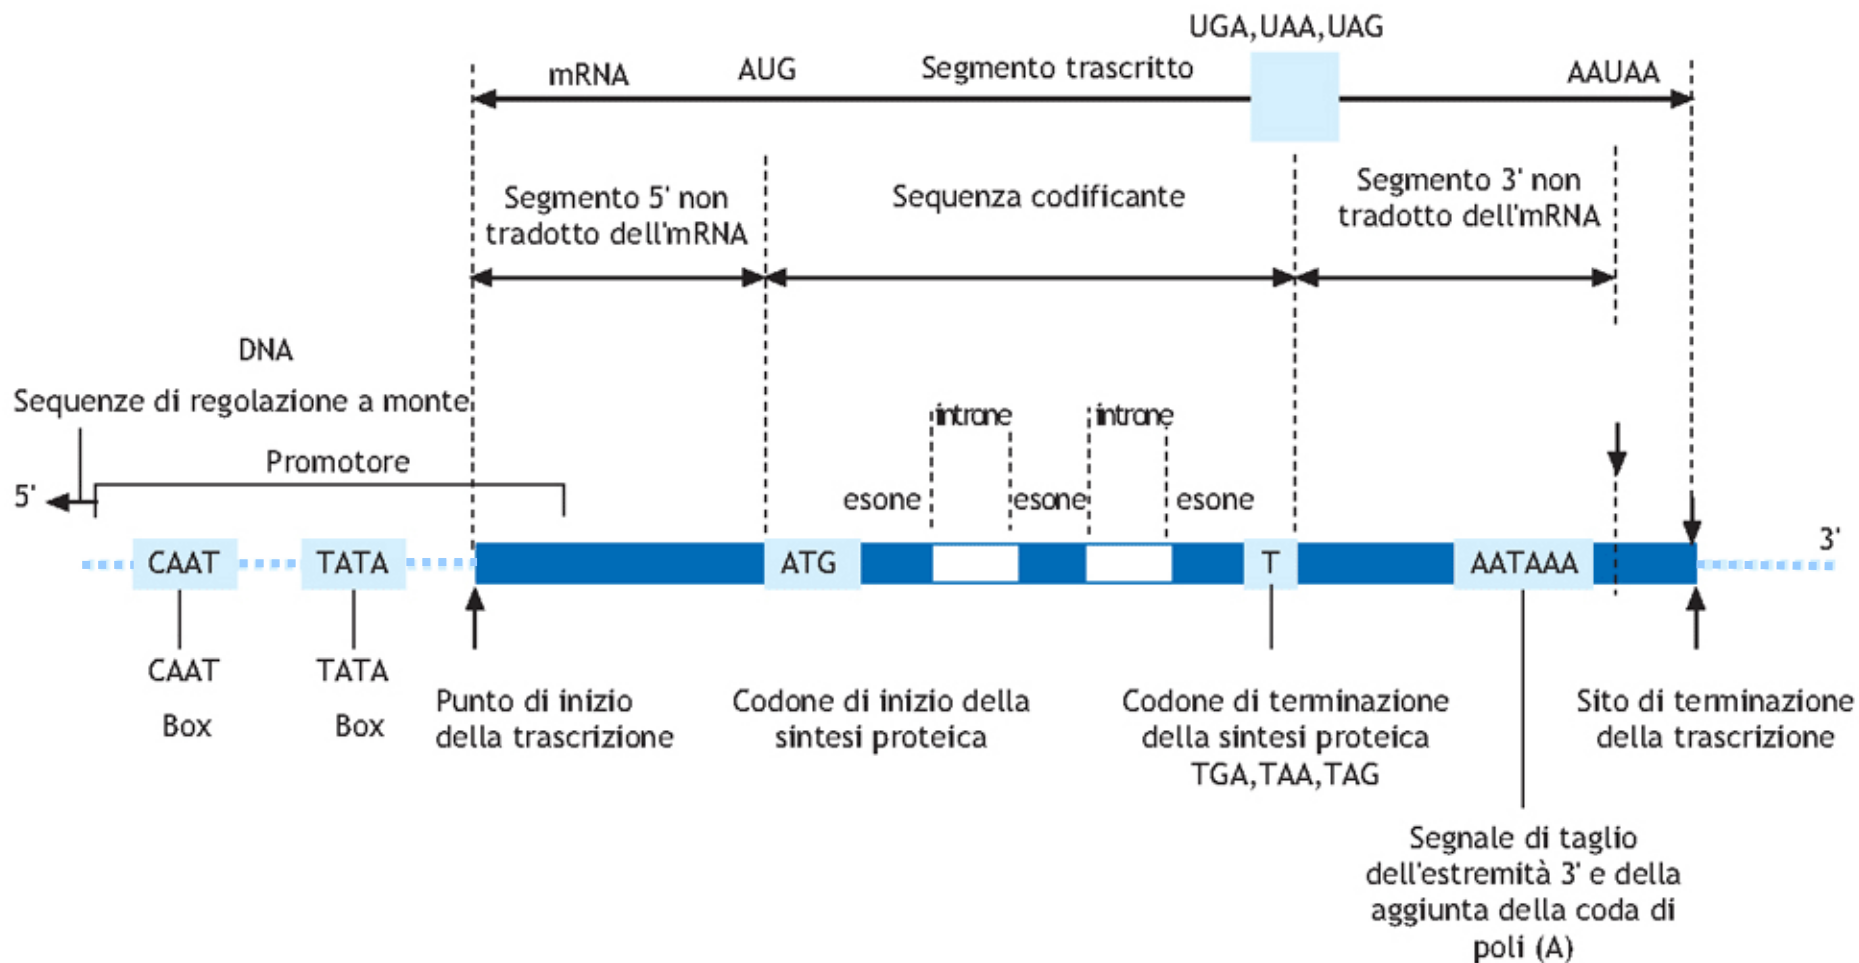 UGA,UAA,UAG
mRNA
AUG
Segmento trascritto
AAUAA
Segmento 5' non
tradotto dell'mRNA
Sequenza codificante
Segmento 3' non
tradotto dell'mRNA
DNA
Sequenze di regolazione a monte
Promotore
introne
introne
5'
esone
esone
esone
3'
CAAT
TATA
ATG
T
AATAAA
CAAT
Box
TATA
Box
Punto di inizio
della trascrizione
Codone di inizio della
sintesi proteica
Codone di terminazione
della sintesi proteica
TGA,TAA,TAG
Sito di terminazione
della trascrizione
Segnale di taglio
dell'estremità 3' e della
aggiunta della coda di
poli (A)